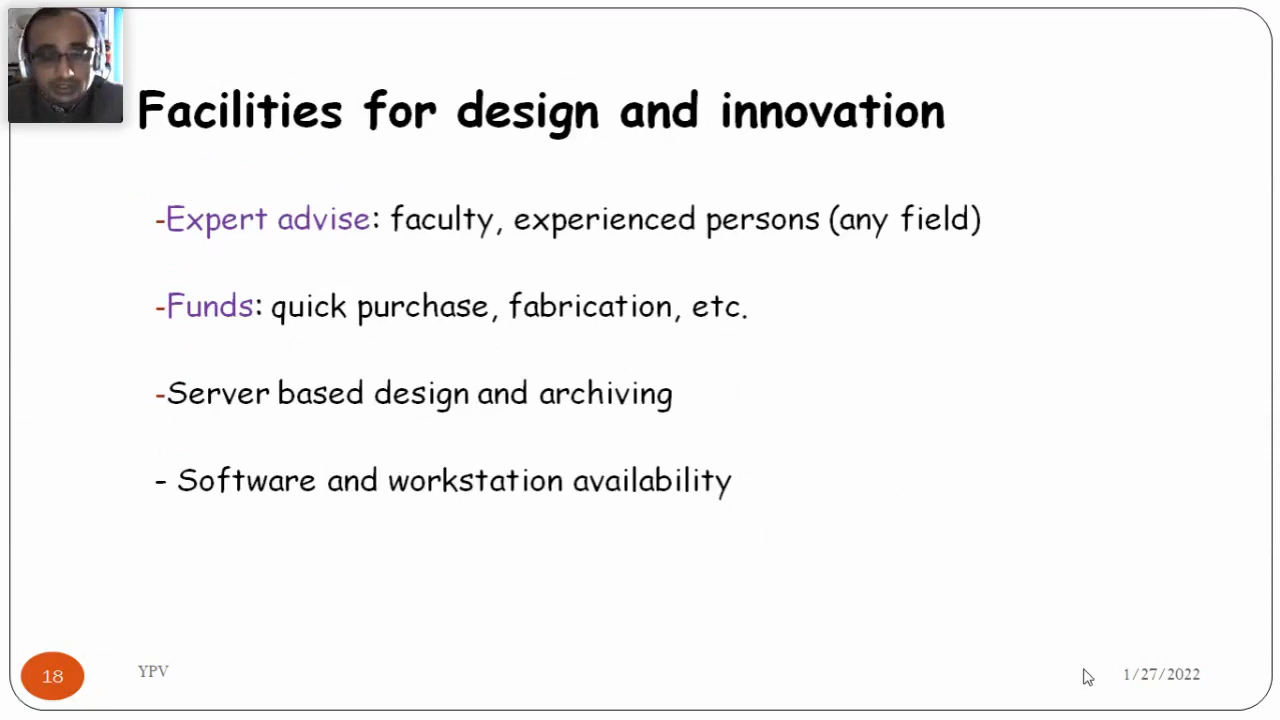 Facilities for design and innovation
-Expert advise: faculty, experienced persons (any field)
-Funds: quick purchase, fabrication, etc.
-Server based design and archiving
- Software and workstation availability
18
YPV
1/27/2022